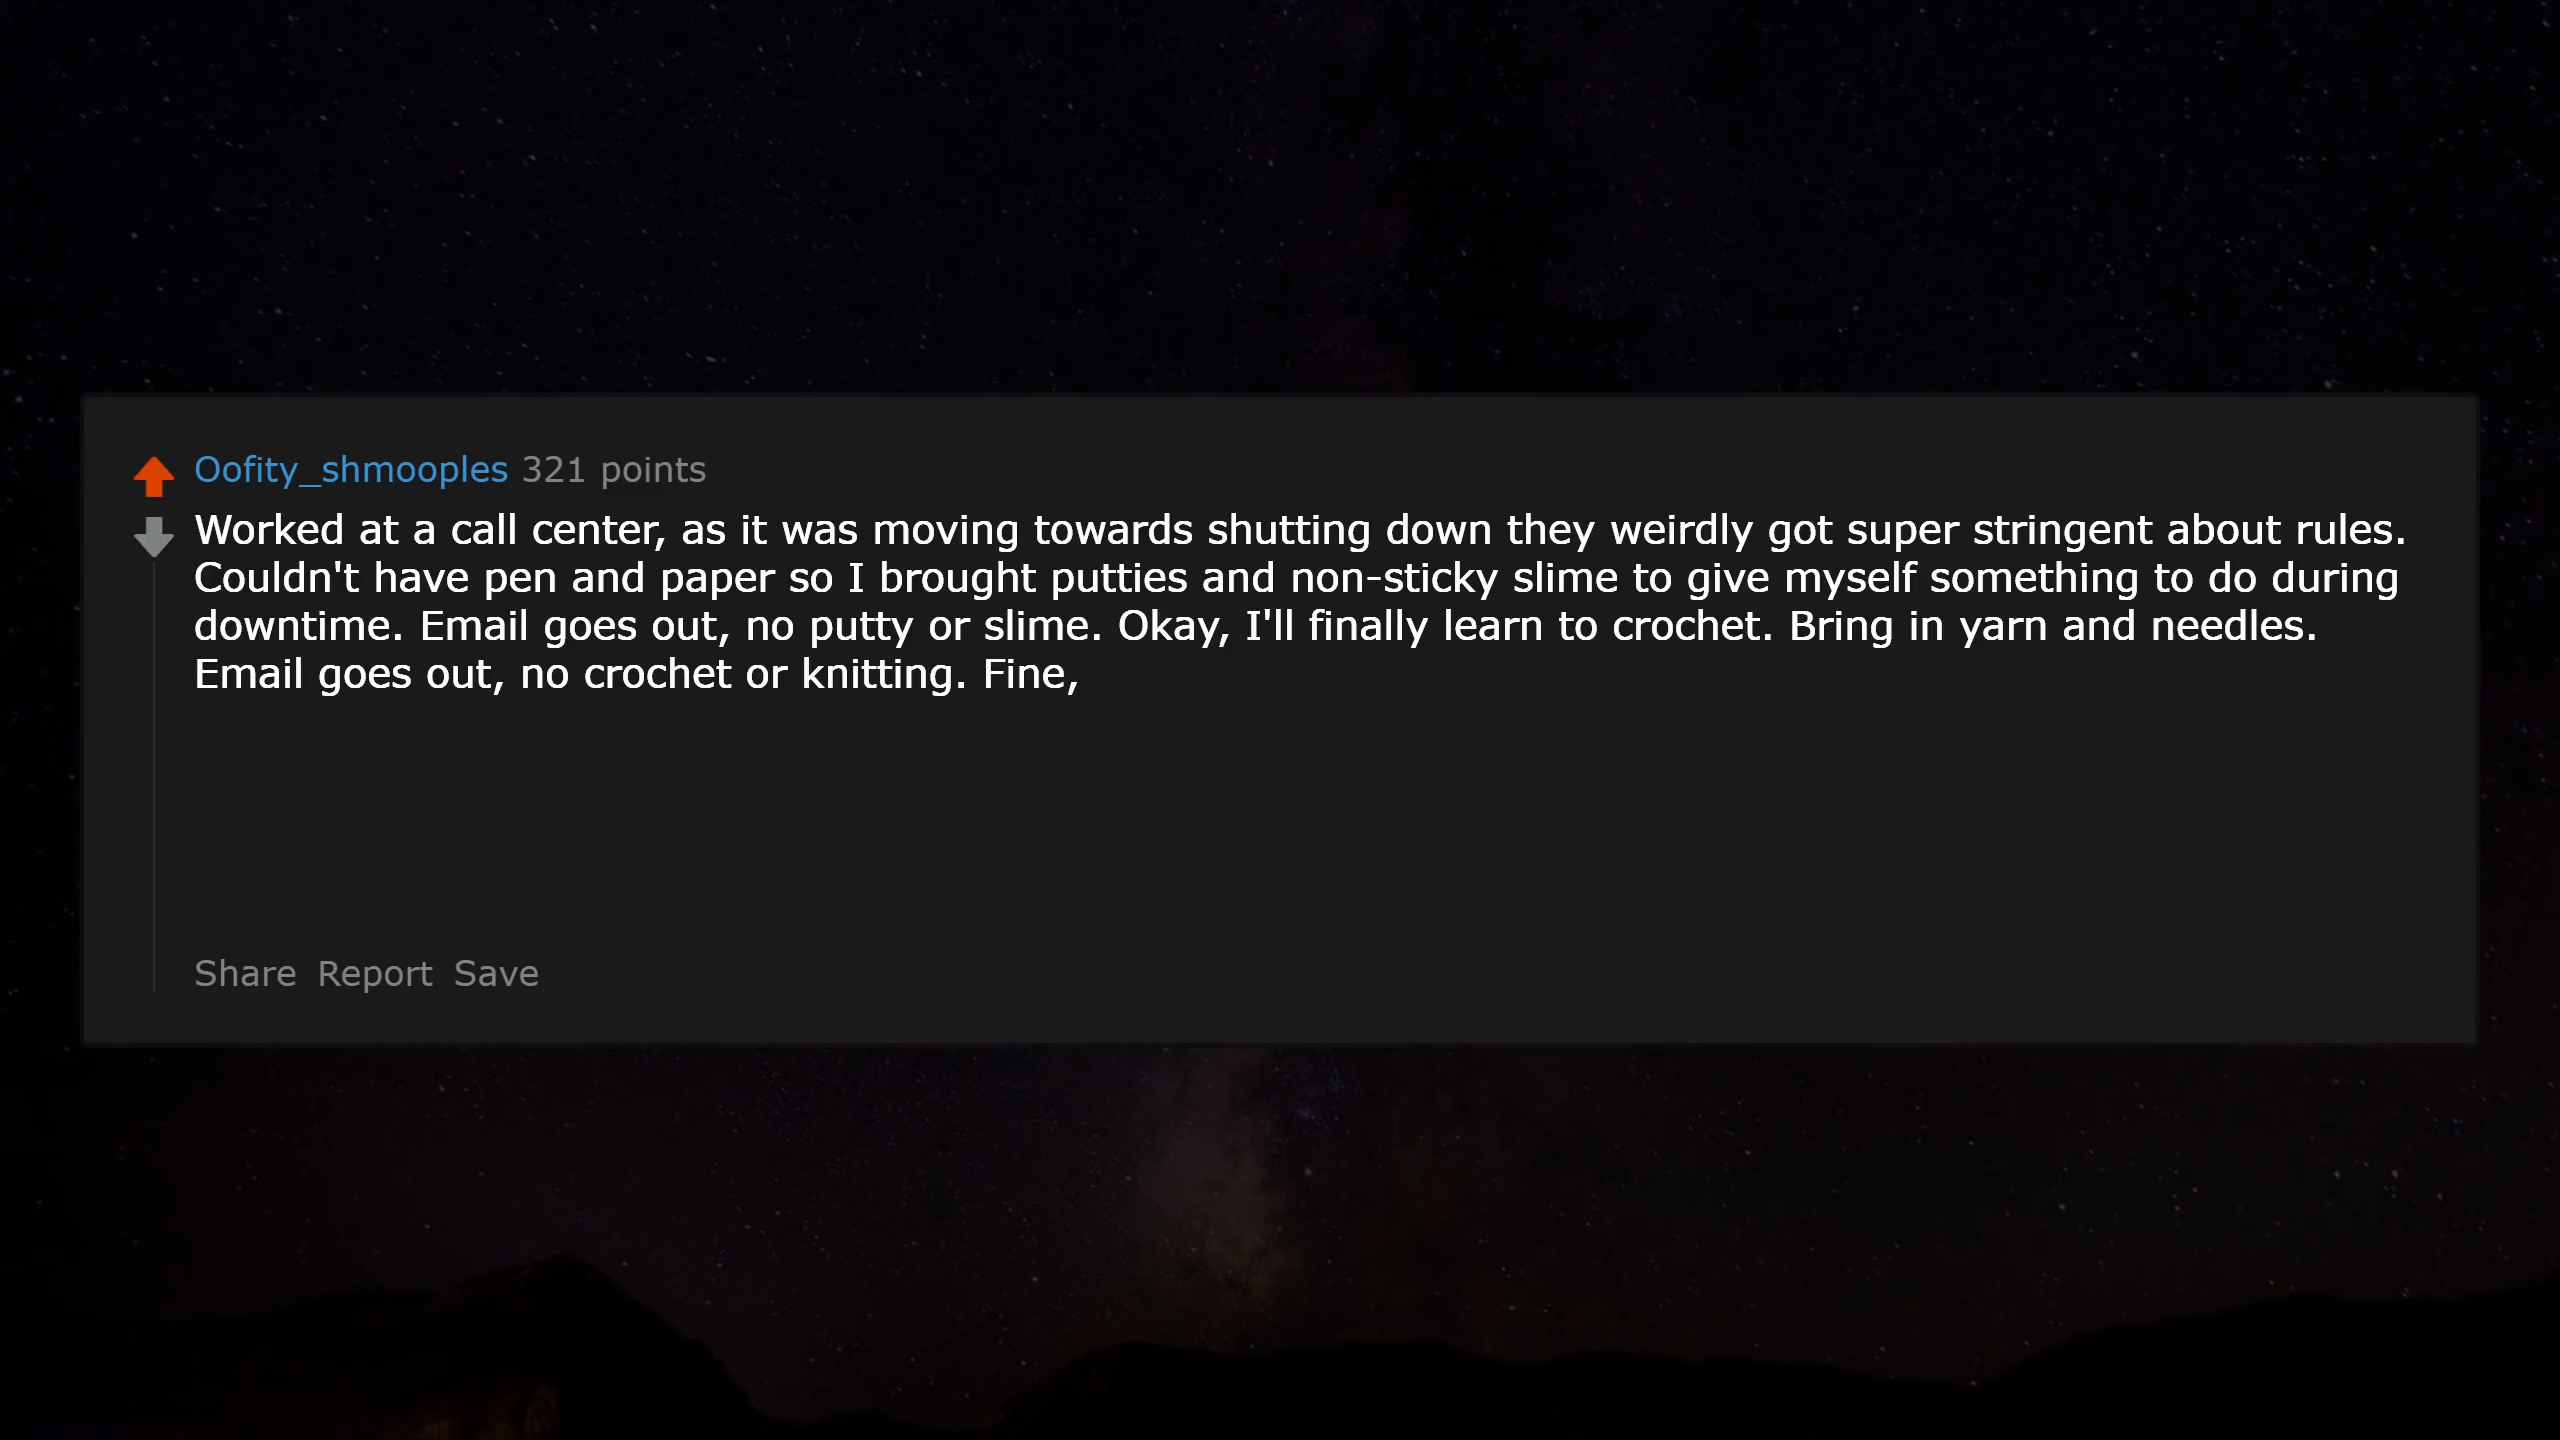 Oofity_shmooples 321 points
Worked at a call center, as it was moving towards shutting down they weirdly got super stringent about rules.
Couldn't have pen and paper so I brought putties and non-sticky slime to give myself something to do during
downtime. Email goes out, no putty or slime. Okay, I'll finally learn to crochet. Bring in yarn and needles.
Email goes out, no crochet or knitting. Fine,
Share Report Save